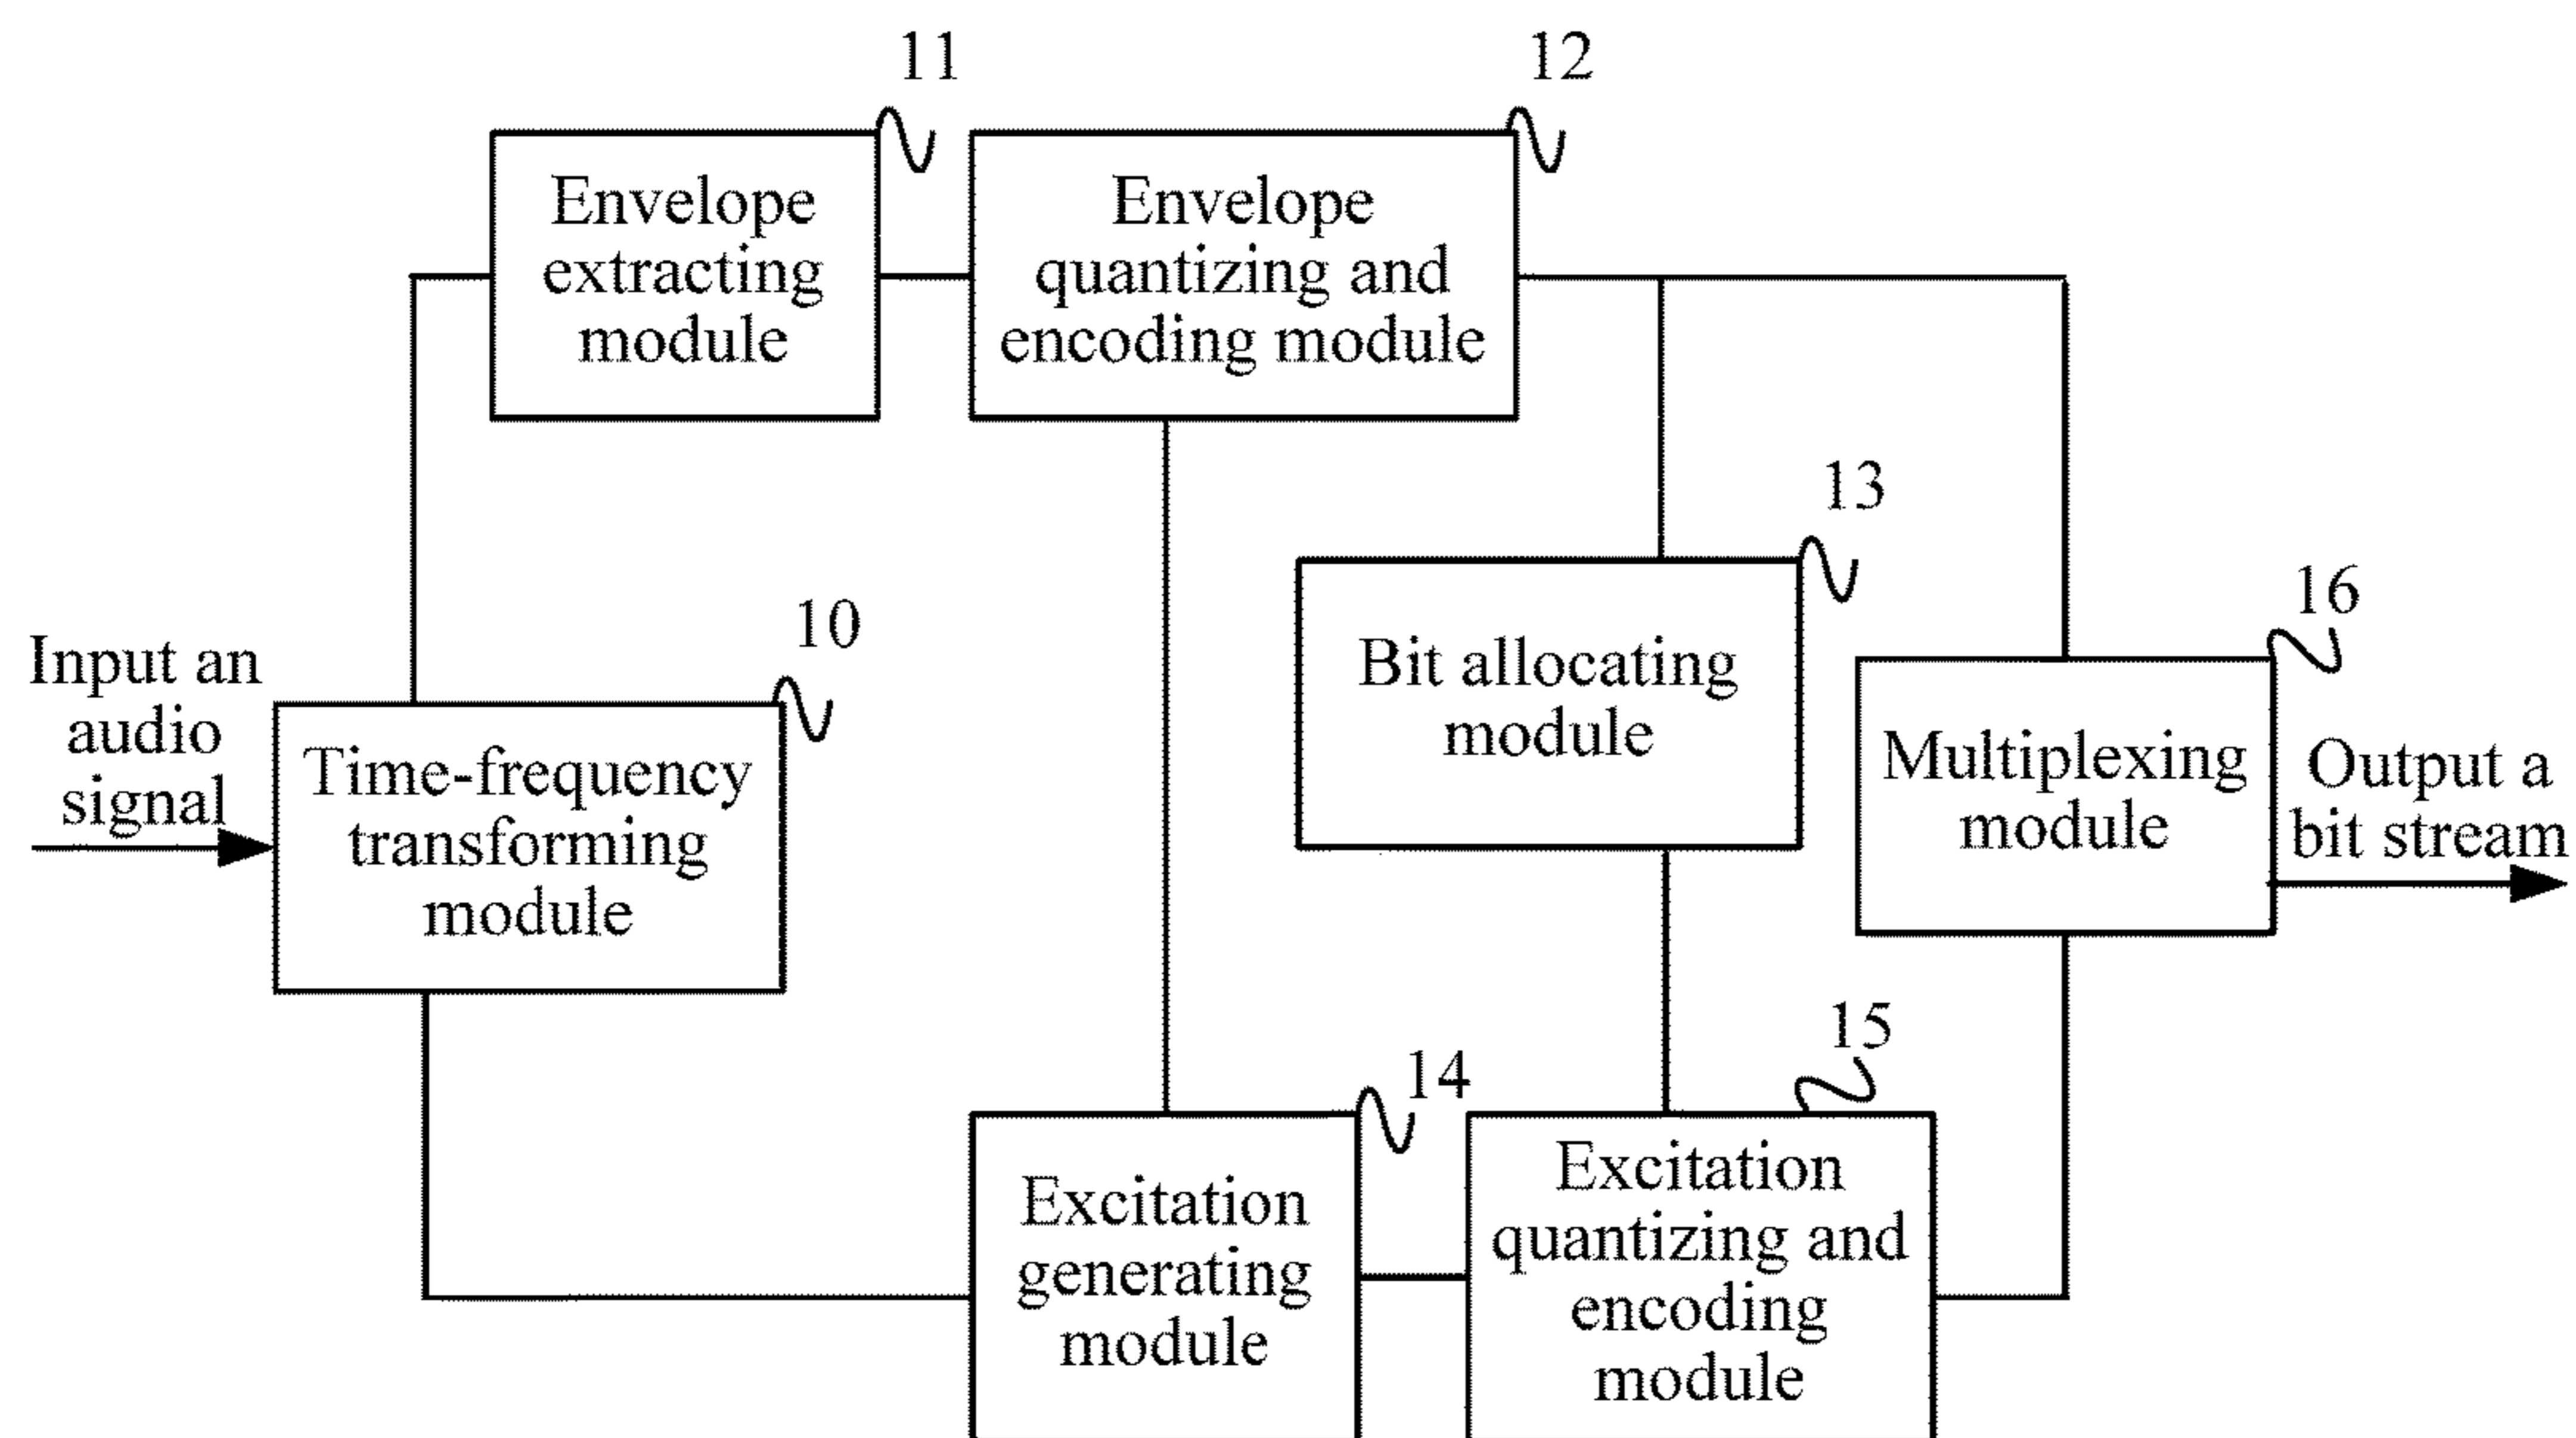 11
12
Envelope
extracting
module
Envelope
quantizing and
encoding module
13
16
10
Input an
audio
signal
Time-frequency
transforming
module
Bit allocating
module
Multiplexing
module
Output a
bit stream
15
14
Excitation
generating
module
Excitation
quantizing and
encoding
module